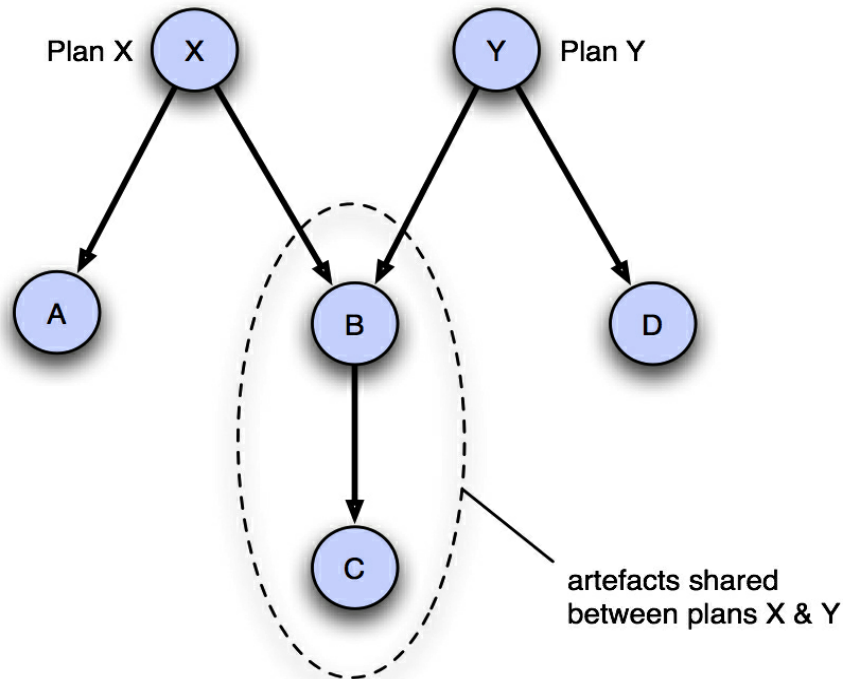 Plan X
X
Y
Plan Y
A
B
D
C
artefacts shared
between plans X & Y